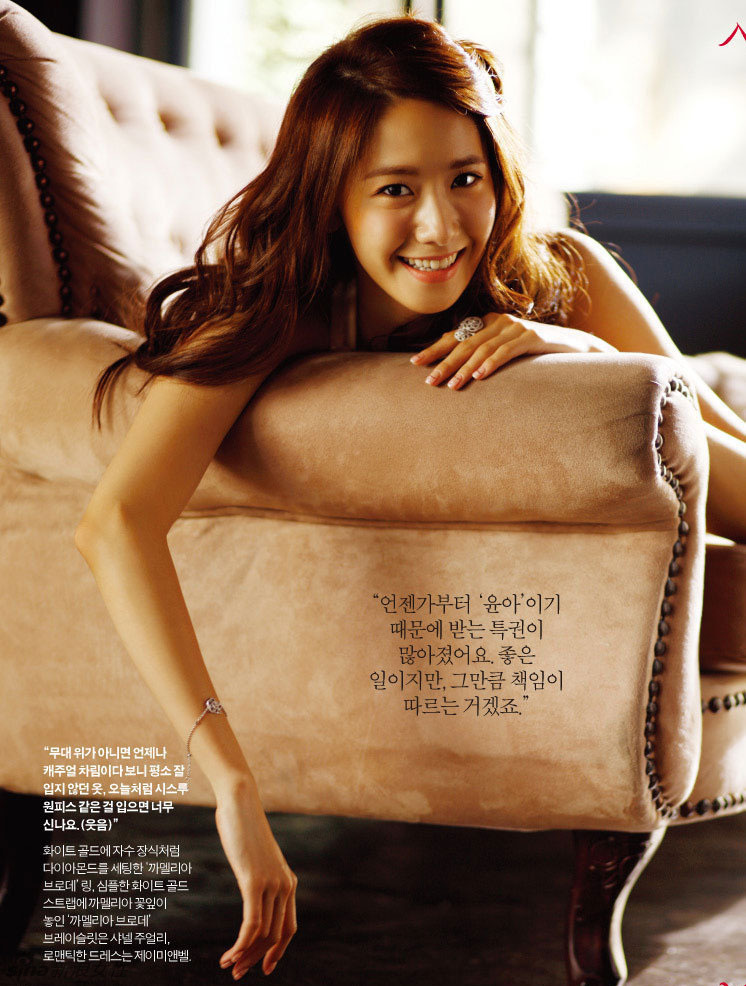 “언젠가부터 ‘윤아’이기
때문에 받는 특권이
많아졌어요. 좋은
일이지만, 그만큼 책임이
따르는 거겠죠.”
“무대 위가 아니면 언제나
캐주얼 차림이다 보니 평소 잘
입지 않던 옷, 오늘처럼 시스루
원피스 같은 걸 입으면 너무
신나요.(웃음)”
화이트 골드에 자수 장식처럼
다이아몬드를 세팅한 ‘까멜리아
브로데’ 링, 심플한 화이트 골드
스트랩에 까멜리아 꽃잎이
놓인 ‘까멜리아 브로데’
브레이슬릿은 샤넬 주얼리,
로맨틱한 드레스는 제이미앤벨.
sina